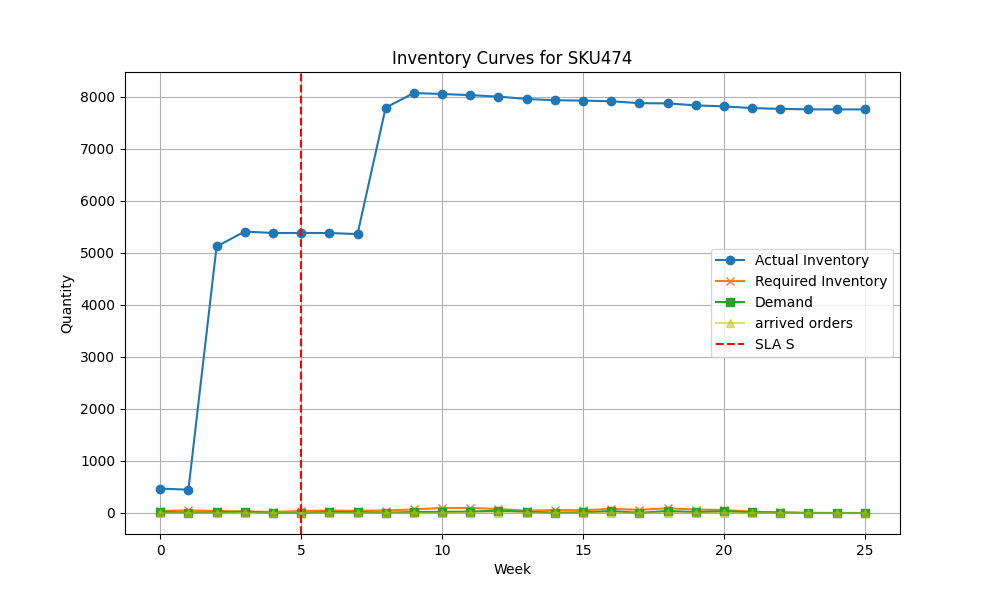 Inventory Curves for SKU474
8000
7000
6000
5000
4000
3000
2000
1000
0
Quantity
Actual Inventory
Required Inventory
Demand
arrived orders
SLA S
0 5 10 15 20 25
Week